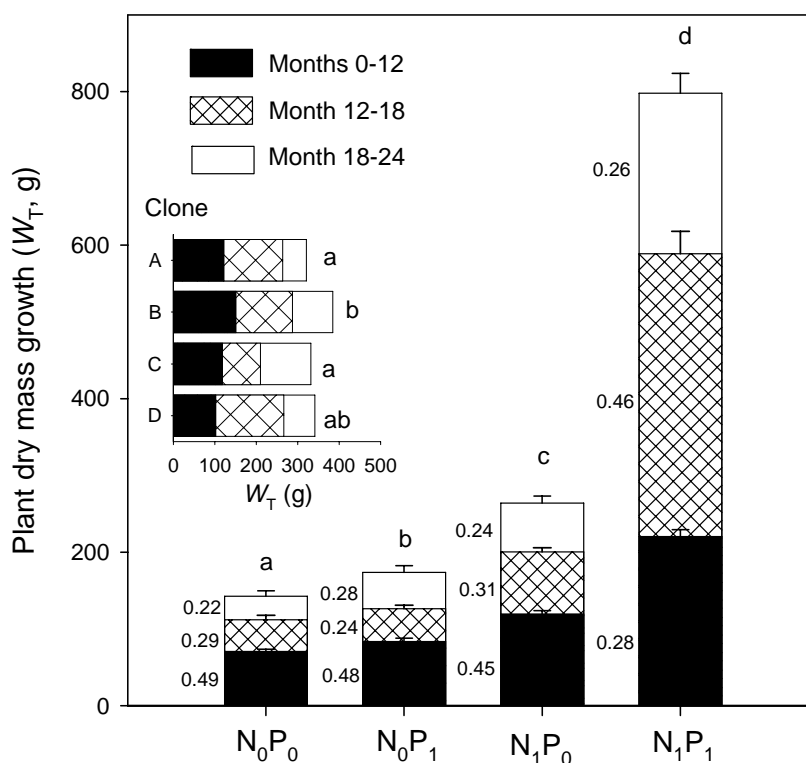 Plant dry mass growth (W_T, g)
800
600
400
200
0
Months 0-12
Month 12-18
Month 18-24
Clone
A
a
B
b
C
a
D
ab
0 100 200 300 400 500
W_T (g)
a
0.22
0.29
0.49
b
0.28
0.24
0.48
c
0.24
0.31
0.45
d
0.26
0.46
0.28
N₀P₀ N₀P₁ N₁P₀ N₁P₁